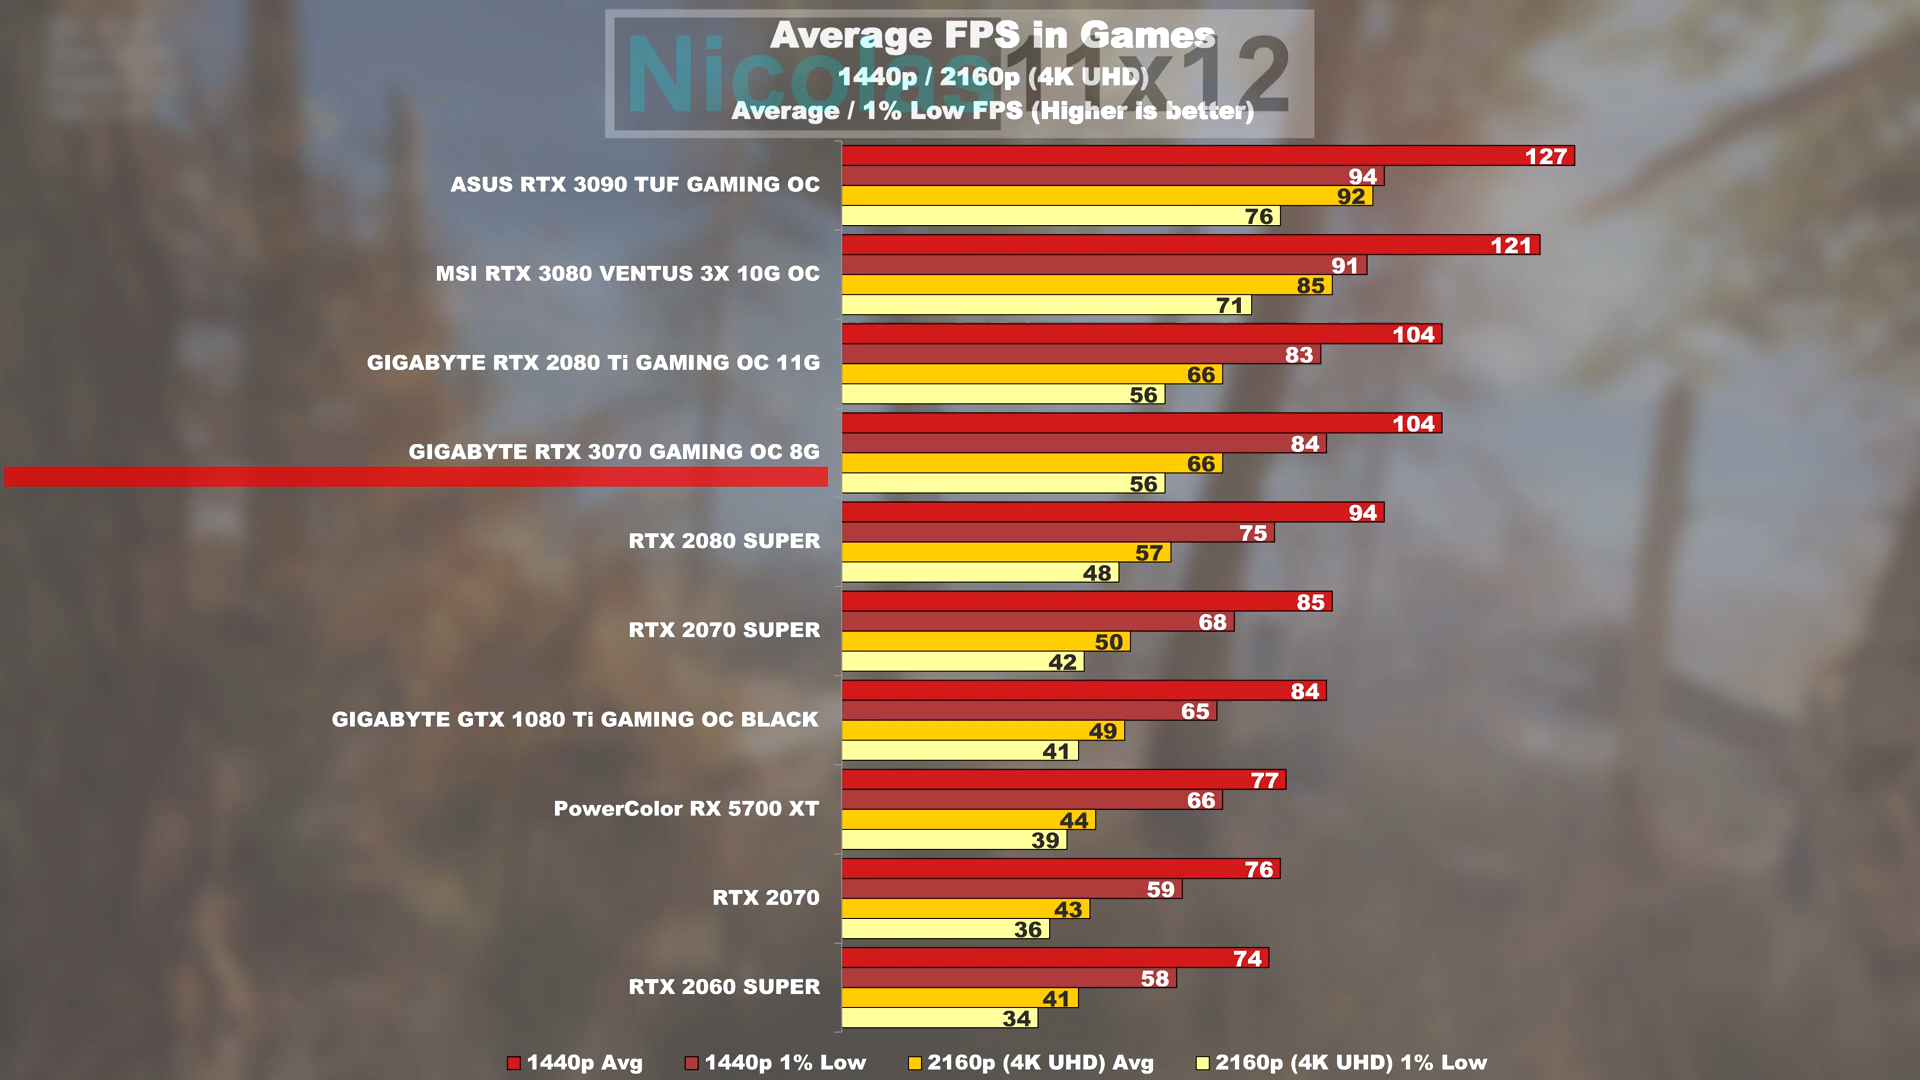 Nicolas11x12
Average FPS in Games
1440p / 2160p (4K UHD)
Average / 1% Low FPS (Higher is better)
ASUS RTX 3090 TUF GAMING OC
127
94
92
76
MSI RTX 3080 VENTUS 3X 10G OC
121
91
85
71
GIGABYTE RTX 2080 Ti GAMING OC 11G
104
83
66
56
GIGABYTE RTX 3070 GAMING OC 8G
104
84
66
56
RTX 2080 SUPER
94
75
57
48
RTX 2070 SUPER
85
68
50
42
GIGABYTE GTX 1080 Ti GAMING OC BLACK
84
65
49
41
PowerColor RX 5700 XT
77
66
44
39
RTX 2070
76
59
43
36
RTX 2060 SUPER
74
58
41
34
1440p Avg 1440p 1% Low 2160p (4K UHD) Avg 2160p (4K UHD) 1% Low